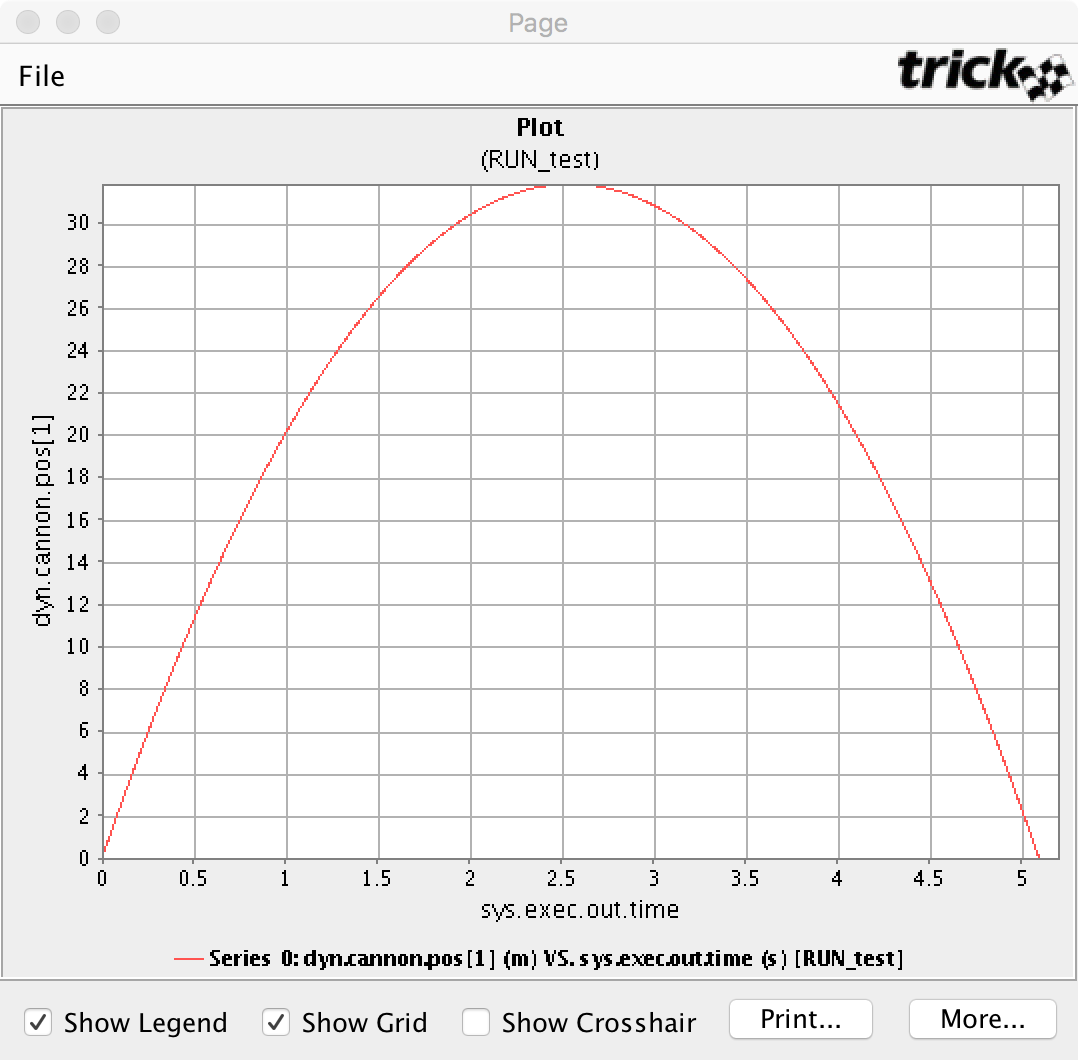 Page
File
trick
Plot
(RUN_test)
30
28
26
24
22
20
18
16
14
12
10
8
6
4
2
0
dyn.cannon.pos[1]
0 0.5 1 1.5 2 2.5 3 3.5 4 4.5 5
sys.exec.out.time
Series 0: dyn.cannon.pos[1] (m) VS. sys.exec.out.time (s) [RUN_test]
Show Legend Show Grid Show Crosshair Print... More...